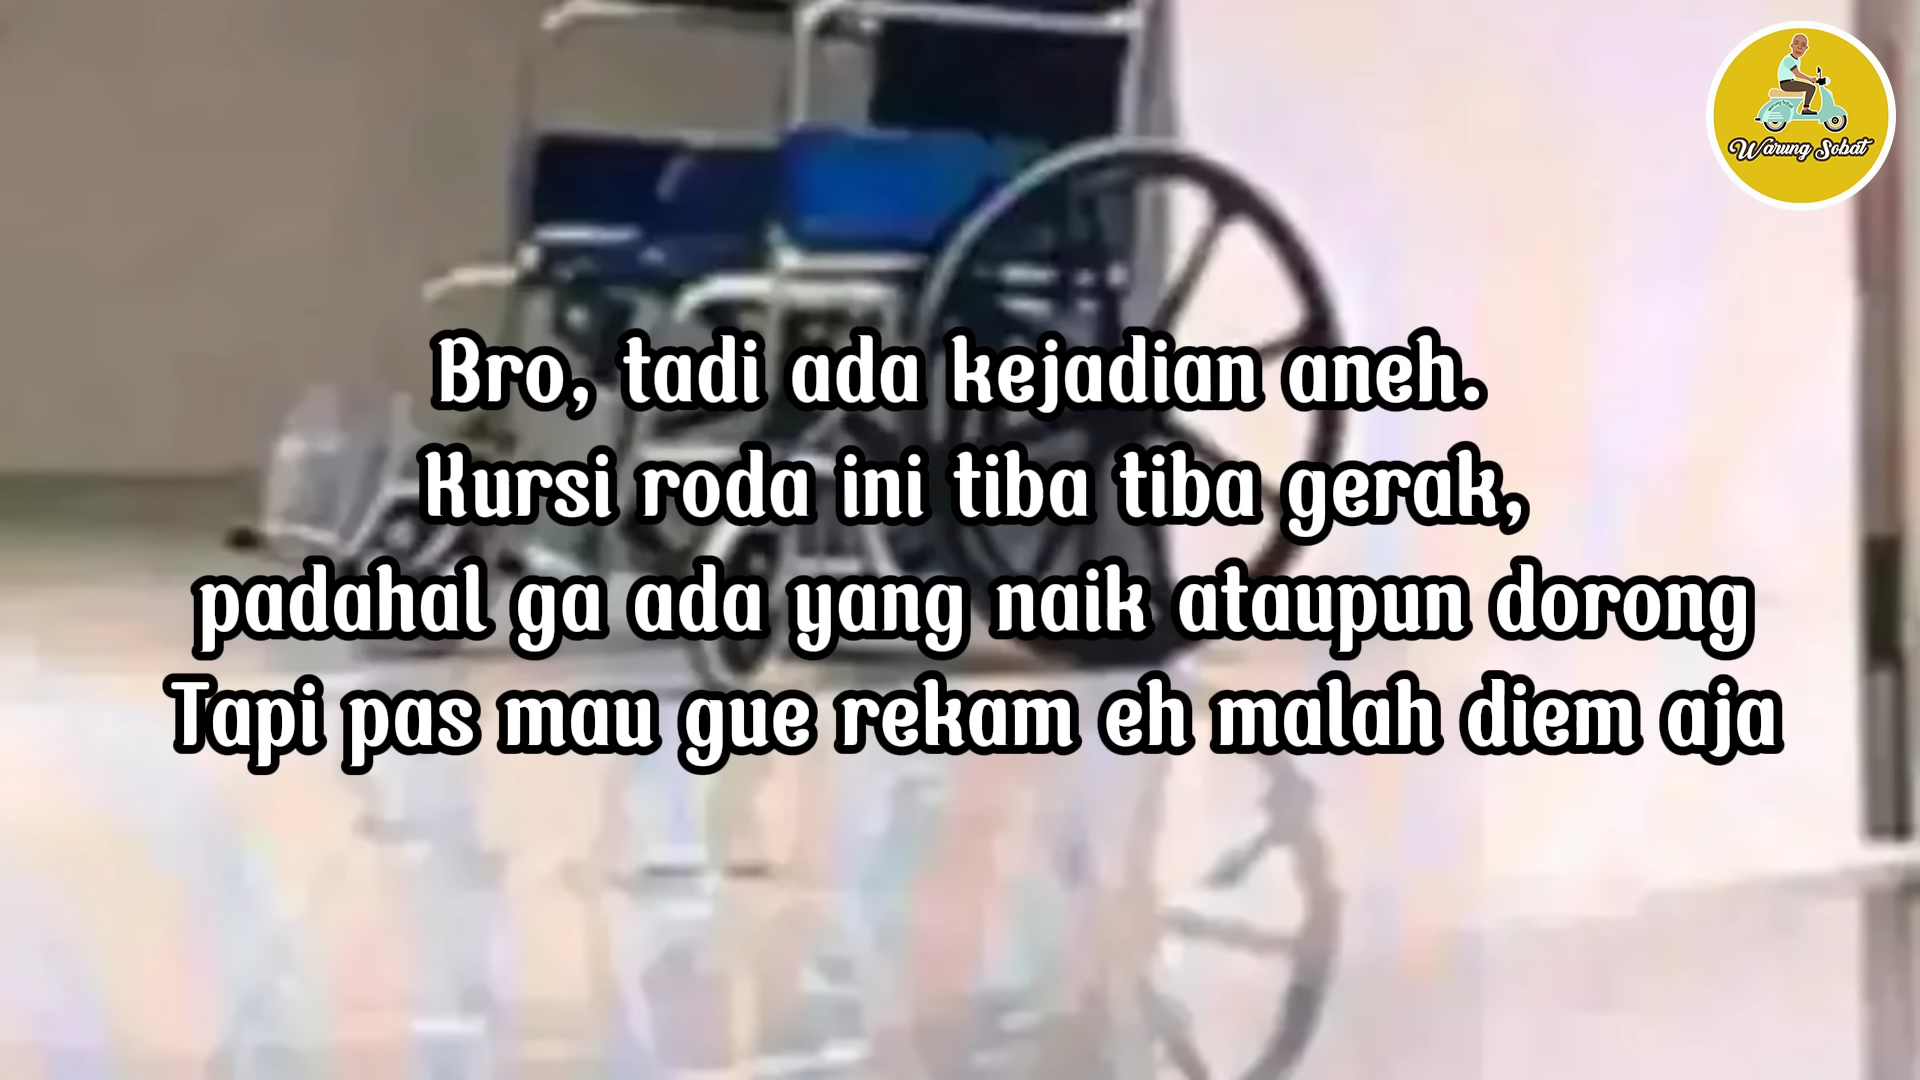 Warung Sobat
Bro, tadi ada kejadian aneh.
Kursi roda ini tiba tiba gerak,
padahal ga ada yang naik ataupun dorong
Tapi pas mau gue rekam eh malah diem aja